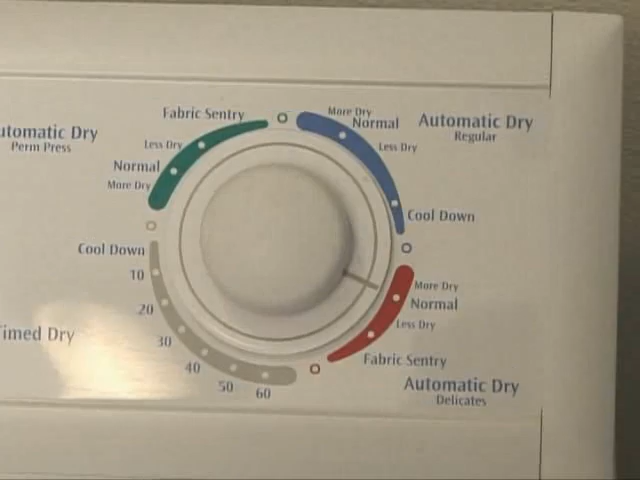 Fabric Sentry
More Dry
Normal
Automatic Dry
Regular
utomatic Dry
Perm Press
Less Dry
Less Dry
Normal
More Dry
Cool Down
Cool Down
10
20
30
40
50
60
imed Dry
More Dry
Normal
Less Dry
Fabric Sentry
Automatic Dry
Delicates